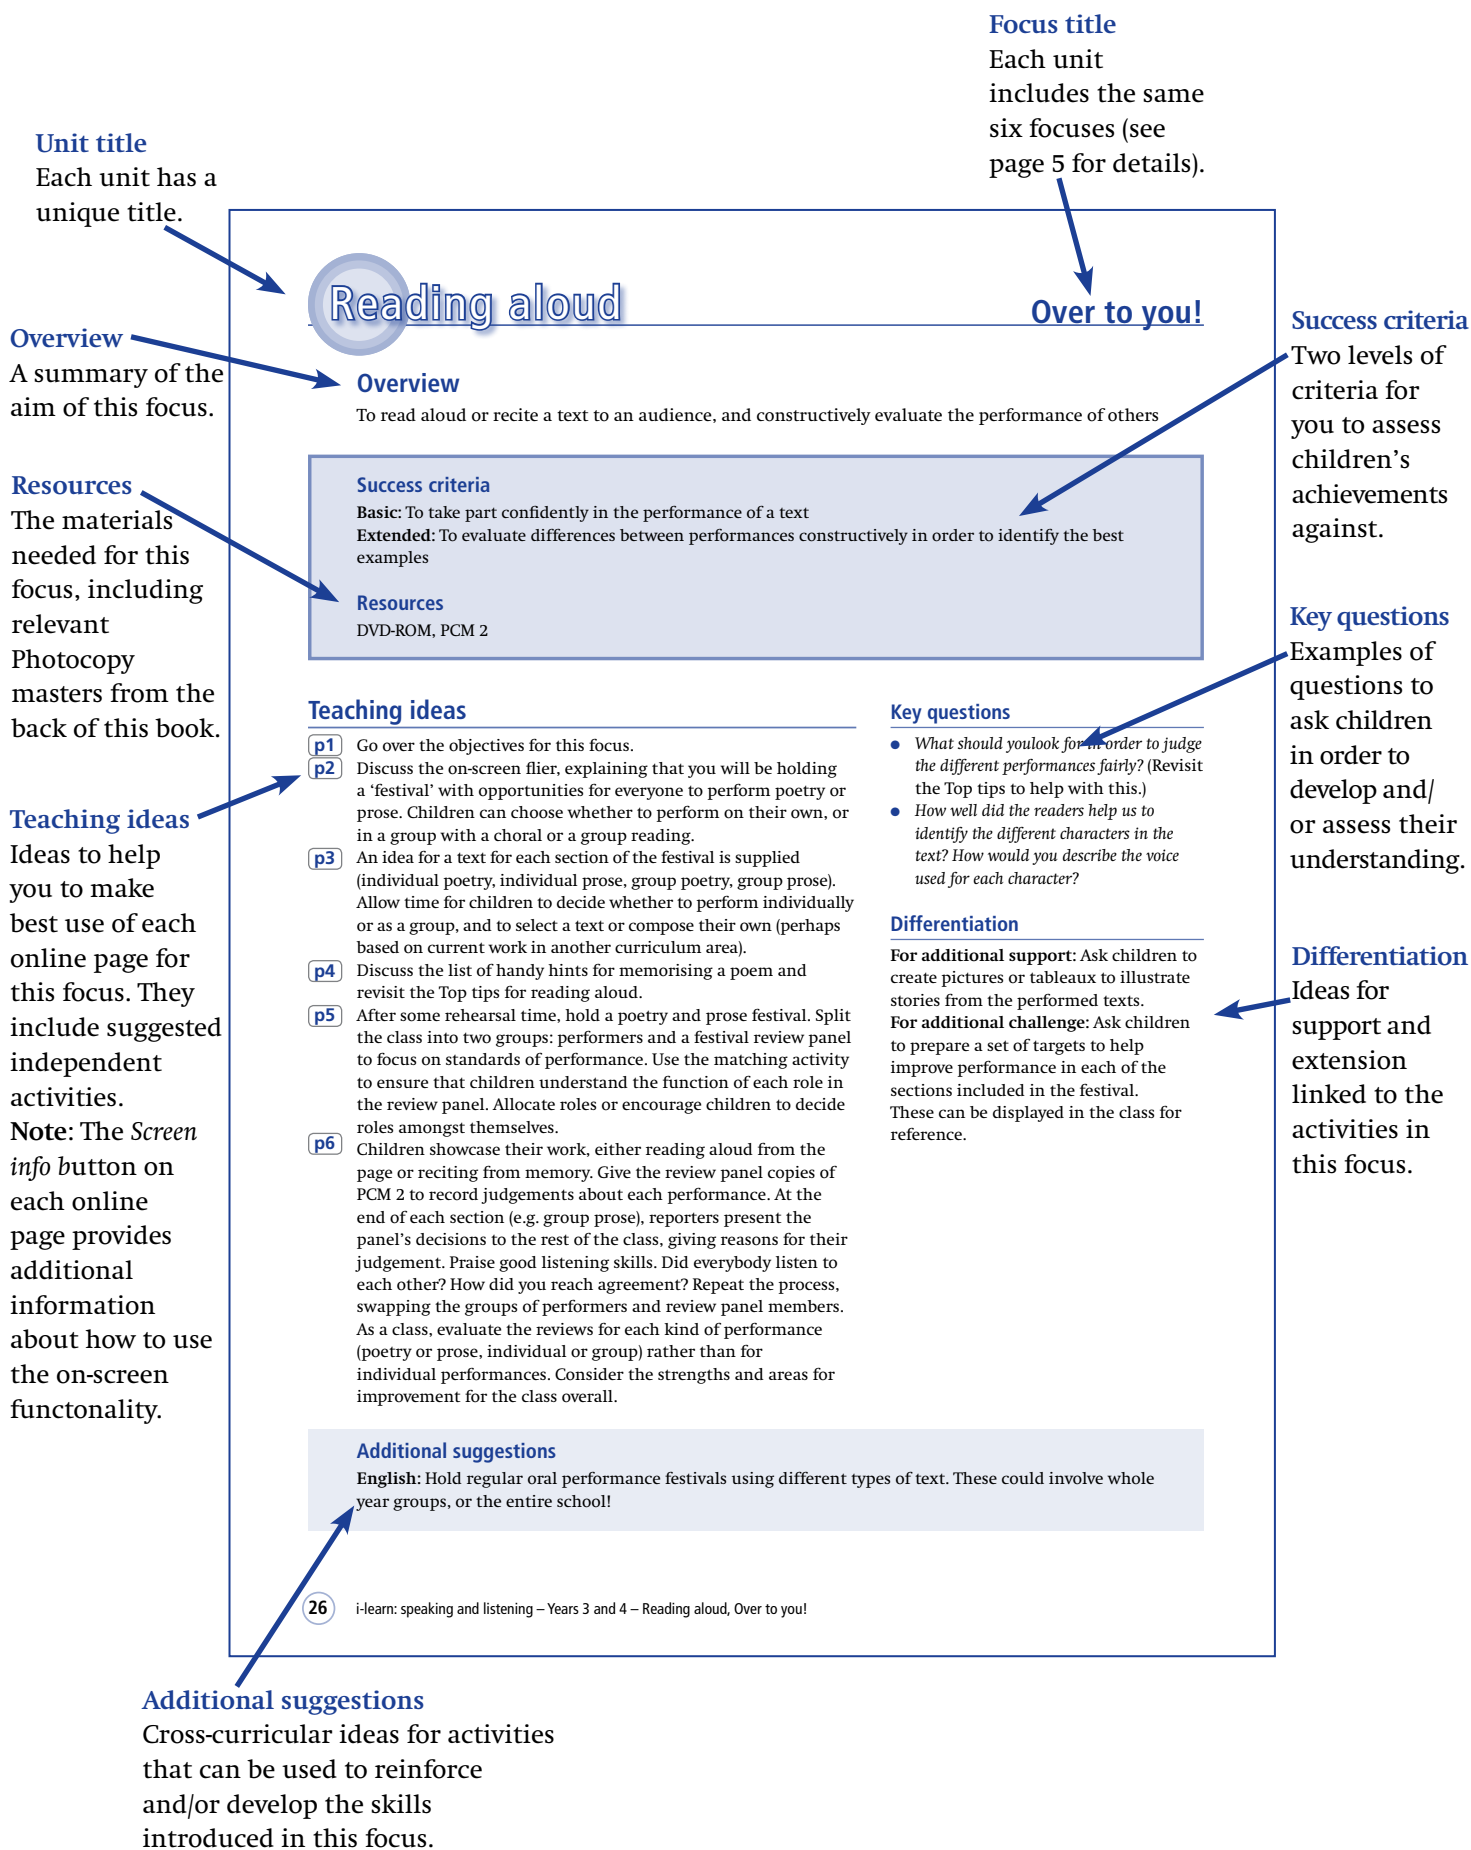 Focus title
Each unit
includes the same
six focuses (see
page 5 for details).
Unit title
Each unit has a
unique title.
Overview
A summary of the
aim of this focus.
Resources
The materials
needed for this
focus, including
relevant
Photocopy
masters from the
back of this book.
Teaching ideas
Ideas to help
you to make
best use of each
online page for
this focus. They
include suggested
independent
activities.
Note: The Screen
info button on
each online
page provides
additional
information
about how to use
the on-screen
functonality.
Reading aloud
Over to you!
Overview
To read aloud or recite a text to an audience, and constructively evaluate the performance of others
Success criteria
Basic: To take part confidently in the performance of a text
Extended: To evaluate differences between performances constructively in order to identify the best
examples
Resources
DVD-ROM, PCM 2
Teaching ideas
p1 Go over the objectives for this focus.
p2 Discuss the on-screen flier, explaining that you will be holding
a ‘festival’ with opportunities for everyone to perform poetry or
prose. Children can choose whether to perform on their own, or
in a group with a choral or a group reading.
p3 An idea for a text for each section of the festival is supplied
(individual poetry, individual prose, group poetry, group prose).
Allow time for children to decide whether to perform individually
or as a group, and to select a text or compose their own (perhaps
based on current work in another curriculum area).
p4 Discuss the list of handy hints for memorising a poem and
revisit the Top tips for reading aloud.
p5 After some rehearsal time, hold a poetry and prose festival. Split
the class into two groups: performers and a festival review panel
to focus on standards of performance. Use the matching activity
to ensure that children understand the function of each role in
the review panel. Allocate roles or encourage children to decide
roles amongst themselves.
p6 Children showcase their work, either reading aloud from the
page or reciting from memory. Give the review panel copies of
PCM 2 to record judgements about each performance. At the
end of each section (e.g. group prose), reporters present the
panel’s decisions to the rest of the class, giving reasons for their
judgement. Praise good listening skills. Did everybody listen to
each other? How did you reach agreement? Repeat the process,
swapping the groups of performers and review panel members.
As a class, evaluate the reviews for each kind of performance
(poetry or prose, individual or group) rather than for
individual performances. Consider the strengths and areas for
improvement for the class overall.
Key questions
● What should youlook for in order to judge
the different performances fairly? (Revisit
the Top tips to help with this.)
● How well did the readers help us to
identify the different characters in the
text? How would you describe the voice
used for each character?
Differentiation
For additional support: Ask children to
create pictures or tableaux to illustrate
stories from the performed texts.
For additional challenge: Ask children
to prepare a set of targets to help
improve performance in each of the
sections included in the festival.
These can be displayed in the class for
reference.
Additional suggestions
English: Hold regular oral performance festivals using different types of text. These could involve whole
year groups, or the entire school!
26 i-learn: speaking and listening – Years 3 and 4 – Reading aloud, Over to you!
Success criteria
Two levels of
criteria for
you to assess
children’s
achievements
against.
Key questions
Examples of
questions to
ask children
in order to
develop and/
or assess their
understanding.
Differentiation
Ideas for
support and
extension
linked to the
activities in
this focus.
Additional suggestions
Cross-curricular ideas for activities
that can be used to reinforce
and/or develop the skills
introduced in this focus.